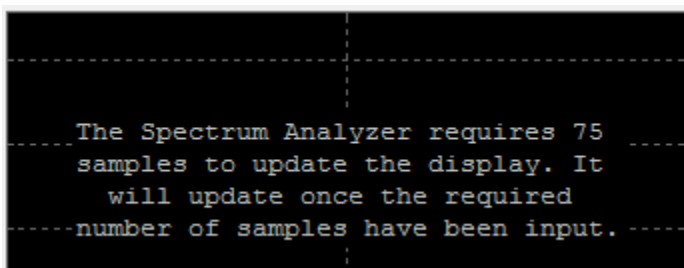 The Spectrum Analyzer requires 75
samples to update the display. It
will update once the required
number of samples have been input.